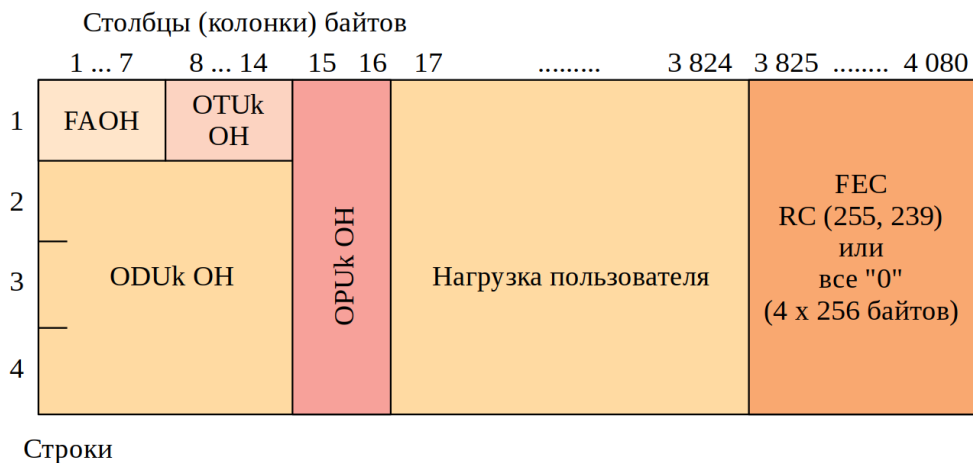 Столбцы (колонки) байтов
1 ... 7 8 ... 14 15 16 17 ......... 3 824 3 825 ........ 4 080
1
FAOH
OTUk
OH
2
3
4
ODUk OH
OPUk OH
Нагрузка пользователя
FEC
RC (255, 239)
или
все "0"
(4 x 256 байтов)
Строки